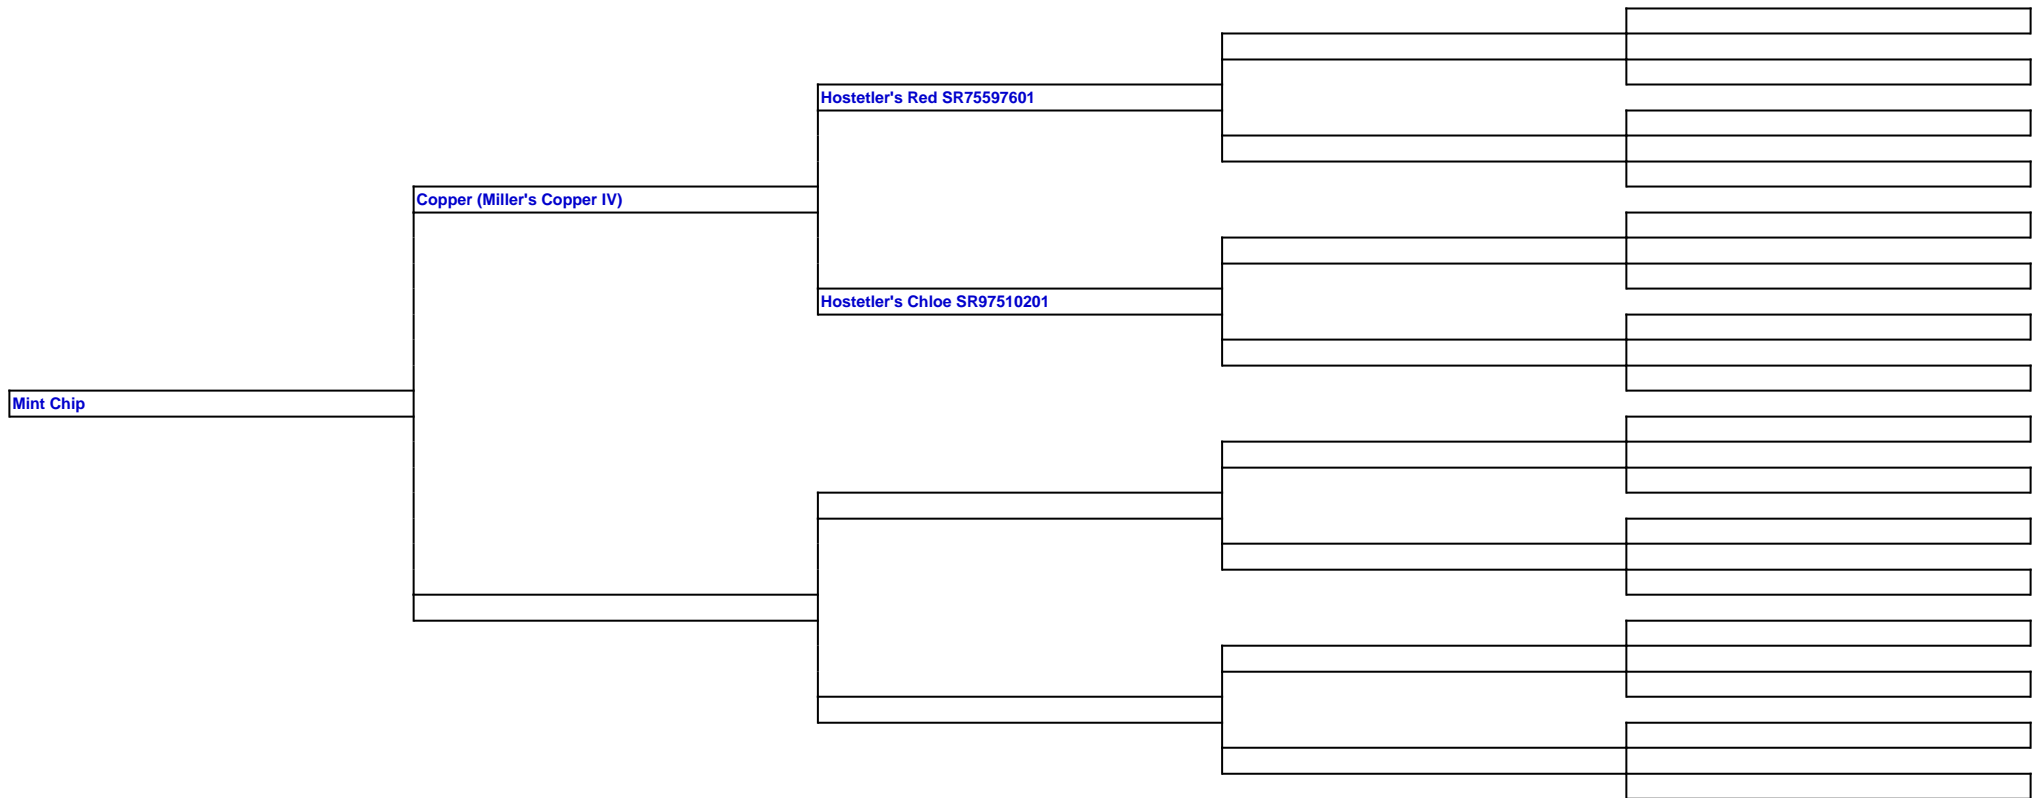 Hostetler's Red SR75597601
Copper (Miller's Copper IV)
Hostetler's Chloe SR97510201
Mint Chip